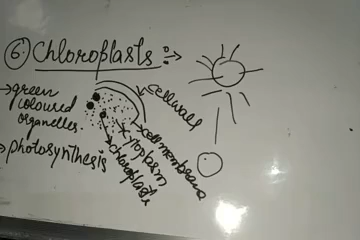 6 Chloroplasts :→
→ green
coloured
organelles.
→ photosynthesis
cellwall
cell membrane
cytoplasm
chloroplasts